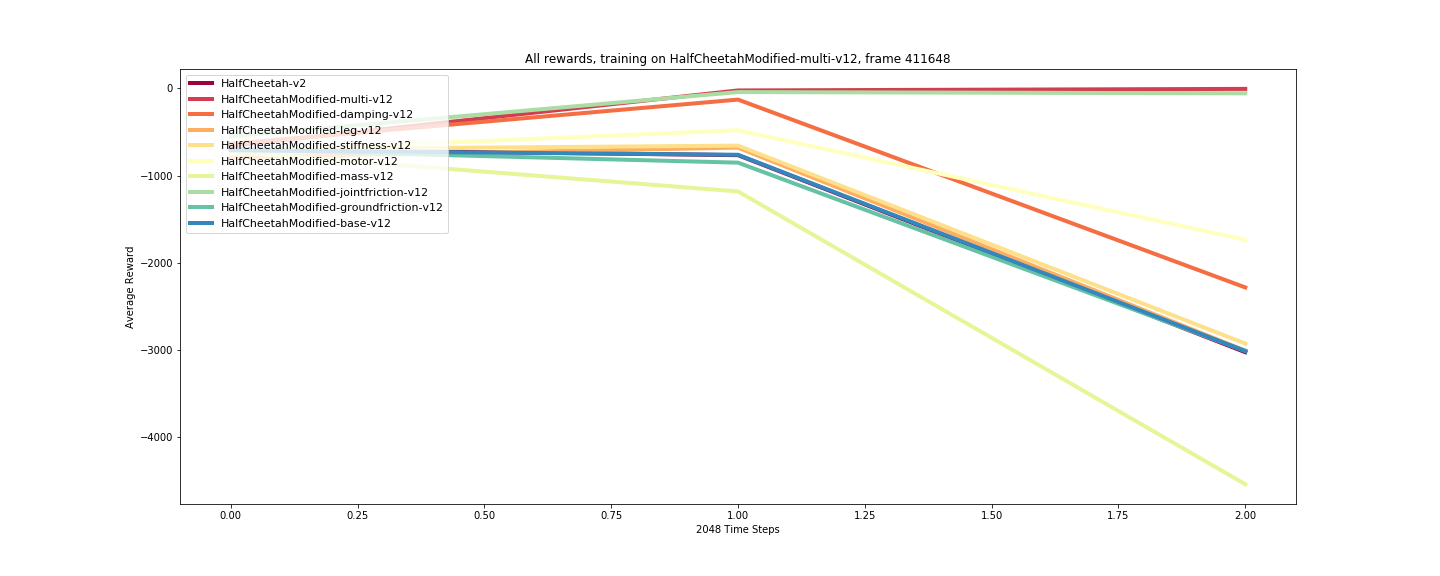 All rewards, training on HalfCheetahModified-multi-v12, frame 411648
HalfCheetah-v2
HalfCheetahModified-multi-v12
HalfCheetahModified-damping-v12
HalfCheetahModified-leg-v12
HalfCheetahModified-stiffness-v12
HalfCheetahModified-motor-v12
HalfCheetahModified-mass-v12
HalfCheetahModified-jointfriction-v12
HalfCheetahModified-groundfriction-v12
HalfCheetahModified-base-v12
0
−1000
−2000
−3000
−4000
Average Reward
0.00 0.25 0.50 0.75 1.00 1.25 1.50 1.75 2.00
2048 Time Steps